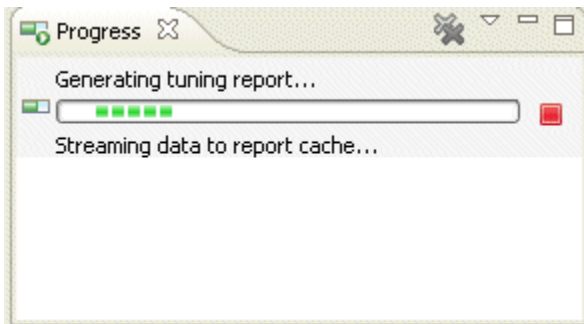 Progress
Generating tuning report...
Streaming data to report cache...